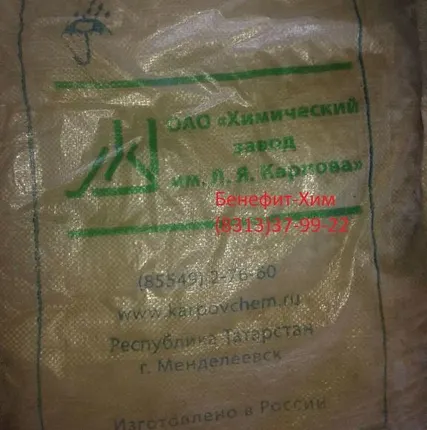 ОАО «Химический
завод
им. Л. Я. Карпова»
Бенефит-Хим
(8313)37-99-22
(85549) 2-76-60
www.karpovchem.ru
Республика Татарстан
г. Менделеевск
Изготовлено в России